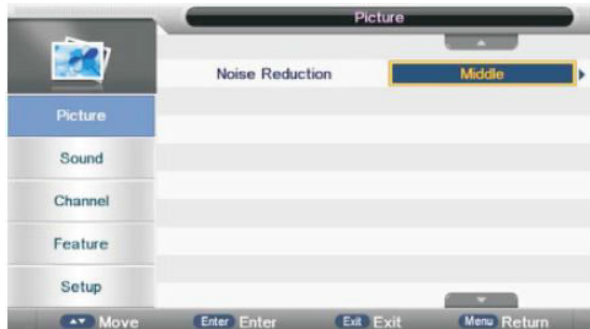 Picture
Noise Reduction Middle
Picture
Sound
Channel
Feature
Setup
Move Enter Enter Exit Exit Menu Return